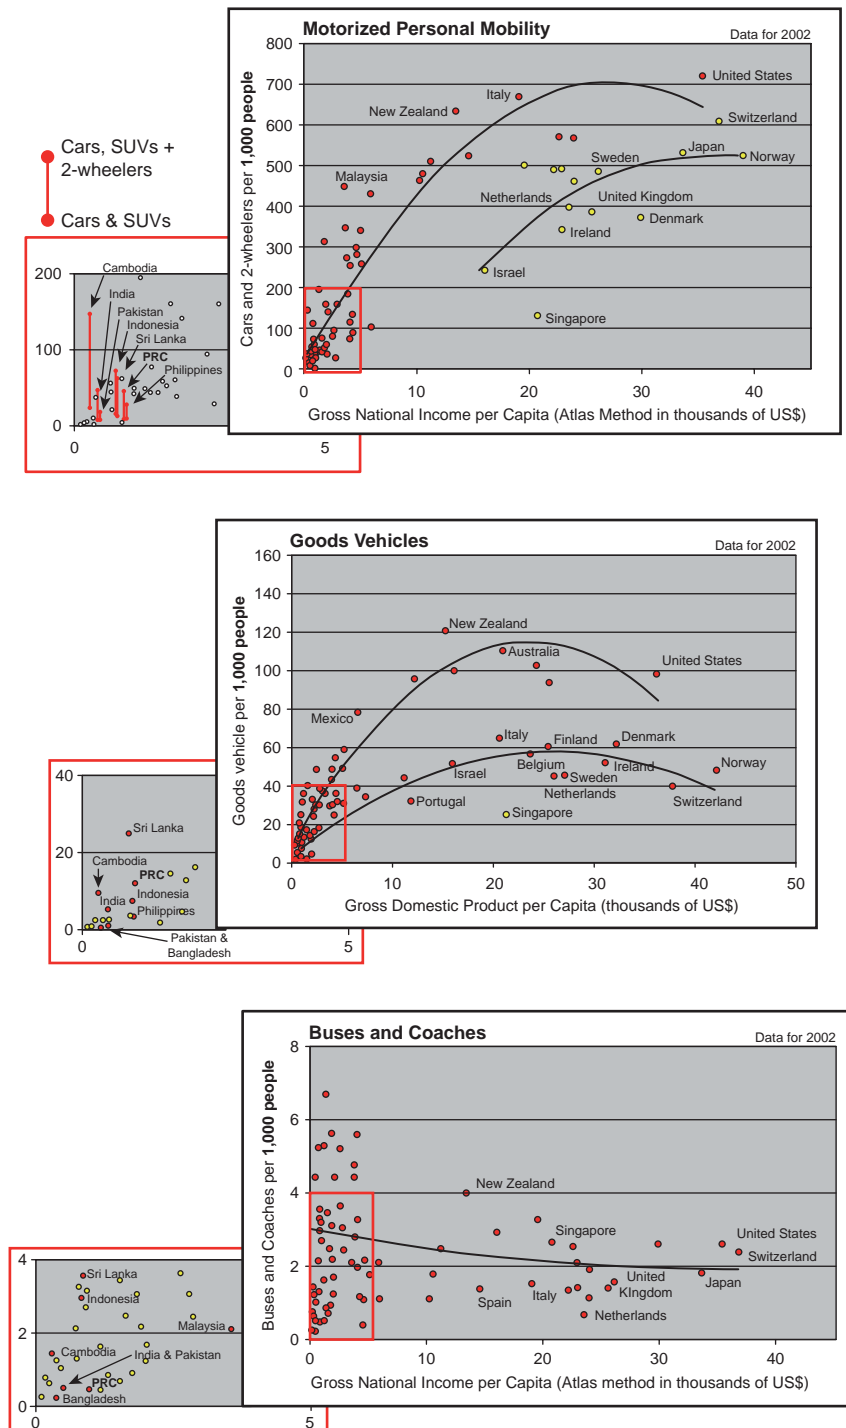 Motorized Personal Mobility
Data for 2002
800
700
600
500
400
300
200
100
0
Cars and 2-wheelers per 1,000 people
United States
Italy
New Zealand
Switzerland
Malaysia
Sweden
Japan
Norway
Netherlands
United Kingdom
Denmark
Ireland
Israel
Singapore
0
10
20
30
40
Gross National Income per Capita (Atlas Method in thousands of US$)
Cars, SUVs +
2-wheelers
Cars & SUVs
200
100
0
Cambodia
India
Pakistan
Indonesia
Sri Lanka
PRC
Philippines
0
5
Goods Vehicles
Data for 2002
160
140
120
100
80
60
40
20
0
Goods vehicle per 1,000 people
New Zealand
Australia
United States
Mexico
Italy
Finland
Denmark
Israel
Belgium
Ireland
Norway
Sweden
Netherlands
Switzerland
Portugal
Singapore
0
10
20
30
40
50
Gross Domestic Product per Capita (thousands of US$)
40
20
0
Sri Lanka
Cambodia
PRC
India
Indonesia
Philippines
Pakistan &
Bangladesh
0
5
Buses and Coaches
Data for 2002
8
6
4
2
0
Buses and Coaches per 1,000 people
New Zealand
Singapore
United States
Switzerland
Spain
Italy
United
KIngdom
Japan
Netherlands
0
10
20
30
40
Gross National Income per Capita (Atlas method in thousands of US$)
4
2
0
Sri Lanka
Indonesia
Malaysia
Cambodia
India & Pakistan
PRC
Bangladesh
0
5